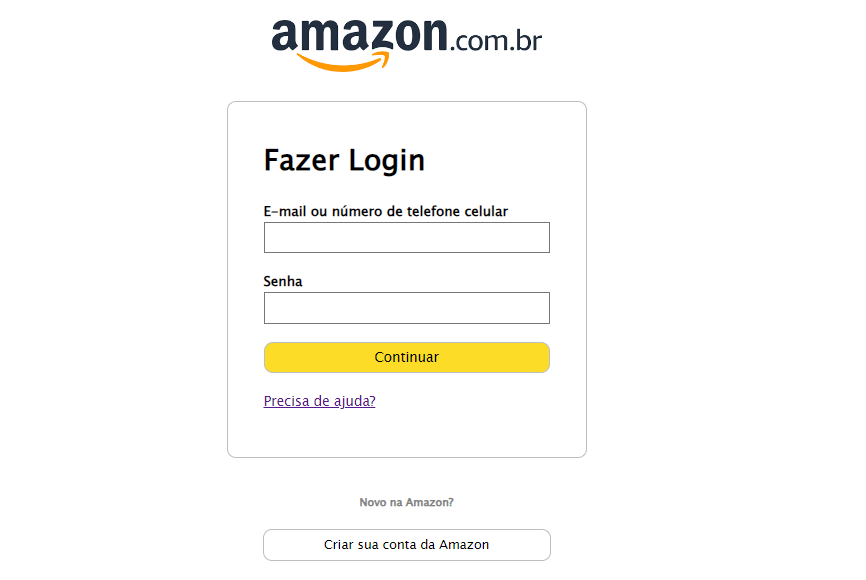 amazon.com.br
Fazer Login
E-mail ou número de telefone celular
Senha
Continuar
Precisa de ajuda?
Novo na Amazon?
Criar sua conta da Amazon